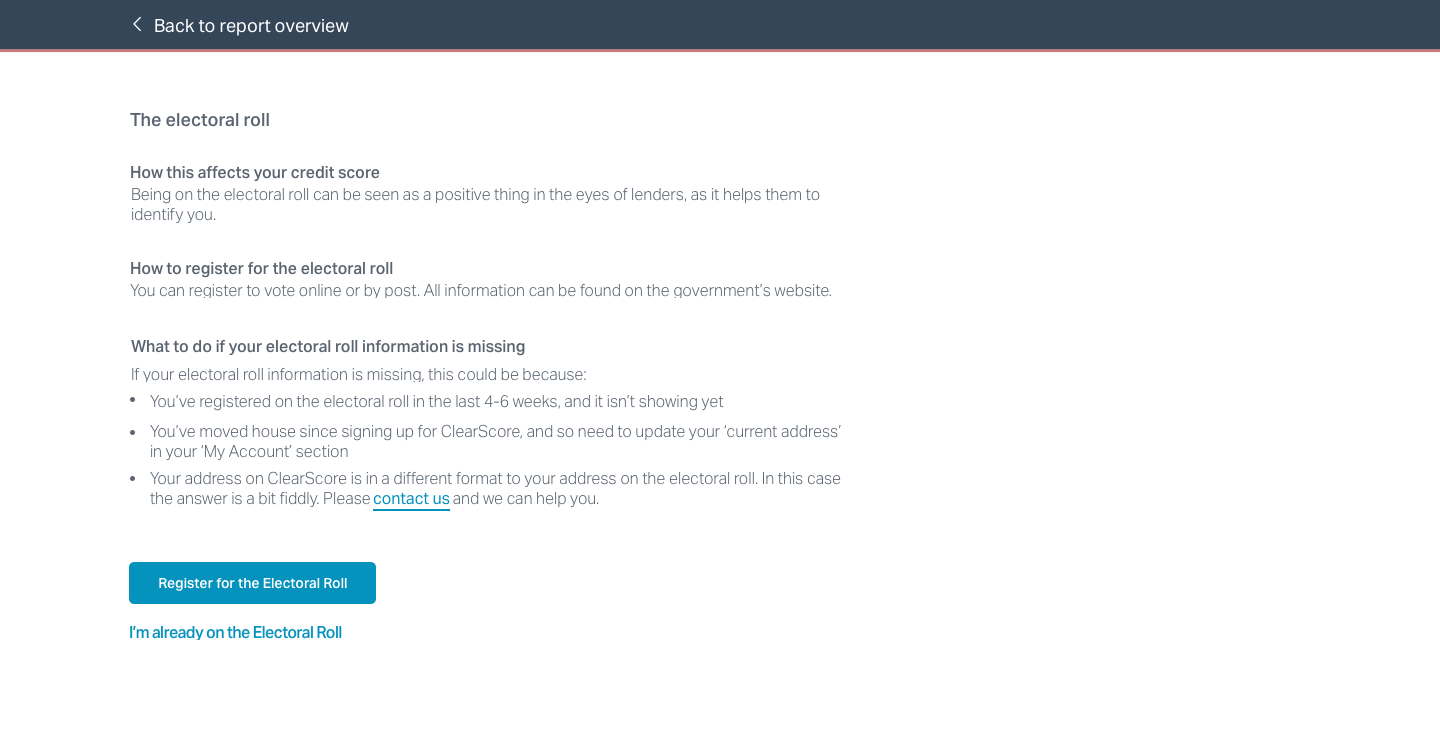 Back to report overview
The electoral roll
How this affects your credit score
Being on the electoral roll can be seen as a positive thing in the eyes of lenders, as it helps them to
identify you.
How to register for the electoral roll
You can register to vote online or by post. All information can be found on the government’s website.
What to do if your electoral roll information is missing
If your electoral roll information is missing, this could be because:
• You’ve registered on the electoral roll in the last 4-6 weeks, and it isn’t showing yet
• You’ve moved house since signing up for ClearScore, and so need to update your ‘current address’
in your ‘My Account’ section
• Your address on ClearScore is in a different format to your address on the electoral roll. In this case
the answer is a bit fiddly. Please contact us and we can help you.
Register for the Electoral Roll
I’m already on the Electoral Roll